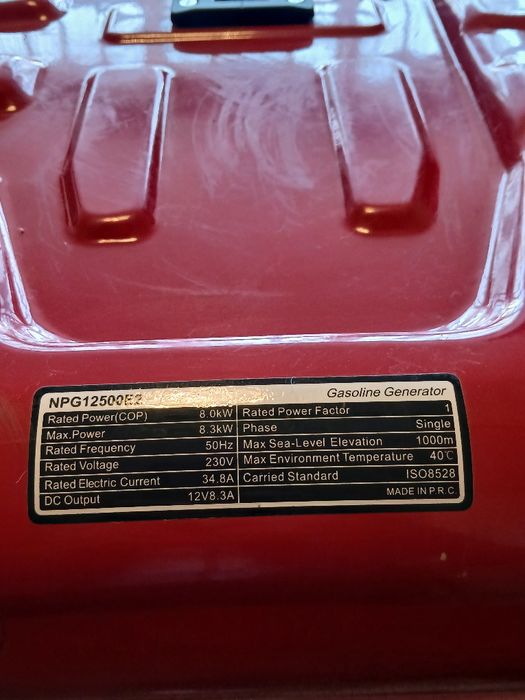 NPG12500E2 Gasoline Generator
Rated Power(COP) 8.0kW Rated Power Factor 1
Max.Power 8.3kW Phase Single
Rated Frequency 50Hz Max Sea-Level Elevation 1000m
Rated Voltage 230V Max Environment Temperature 40℃
Rated Electric Current 34.8A Carried Standard ISO8528
DC Output 12V8.3A MADE IN P.R.C